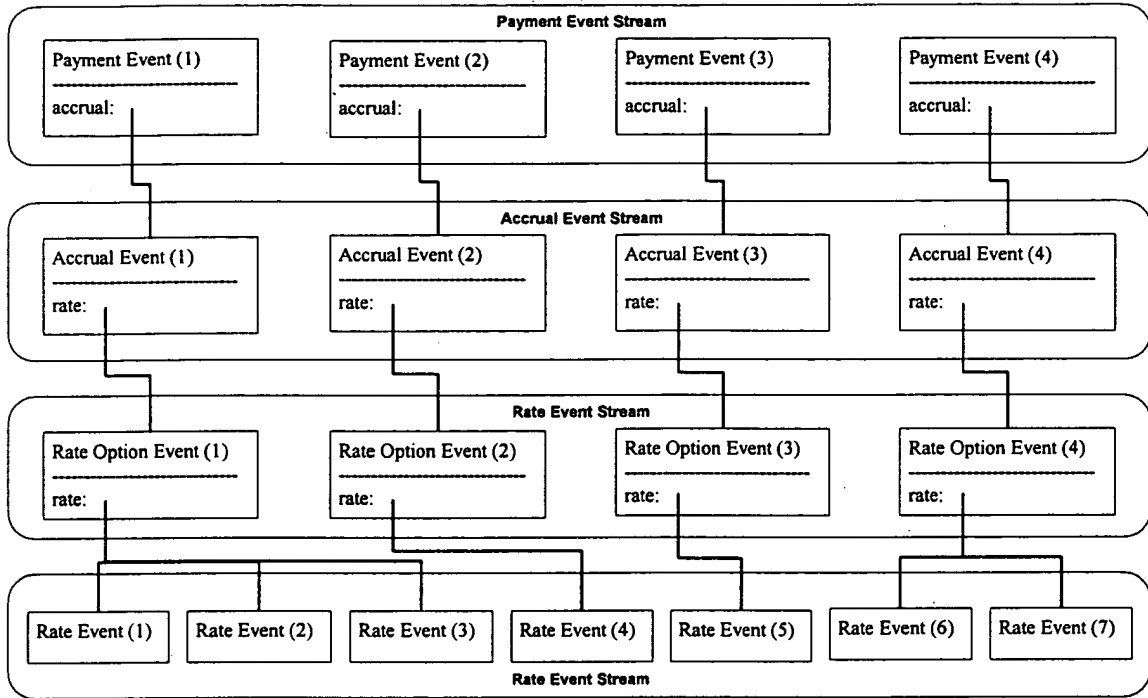 Payment Event Stream
Payment Event (1)
accrual:
Payment Event (2)
accrual:
Payment Event (3)
accrual:
Payment Event (4)
accrual:
Accrual Event Stream
Accrual Event (1)
rate:
Accrual Event (2)
rate:
Accrual Event (3)
rate:
Accrual Event (4)
rate:
Rate Event Stream
Rate Option Event (1)
rate:
Rate Option Event (2)
rate:
Rate Option Event (3)
rate:
Rate Option Event (4)
rate:
Rate Event (1)
Rate Event (2)
Rate Event (3)
Rate Event (4)
Rate Event (5)
Rate Event (6)
Rate Event (7)
Rate Event Stream